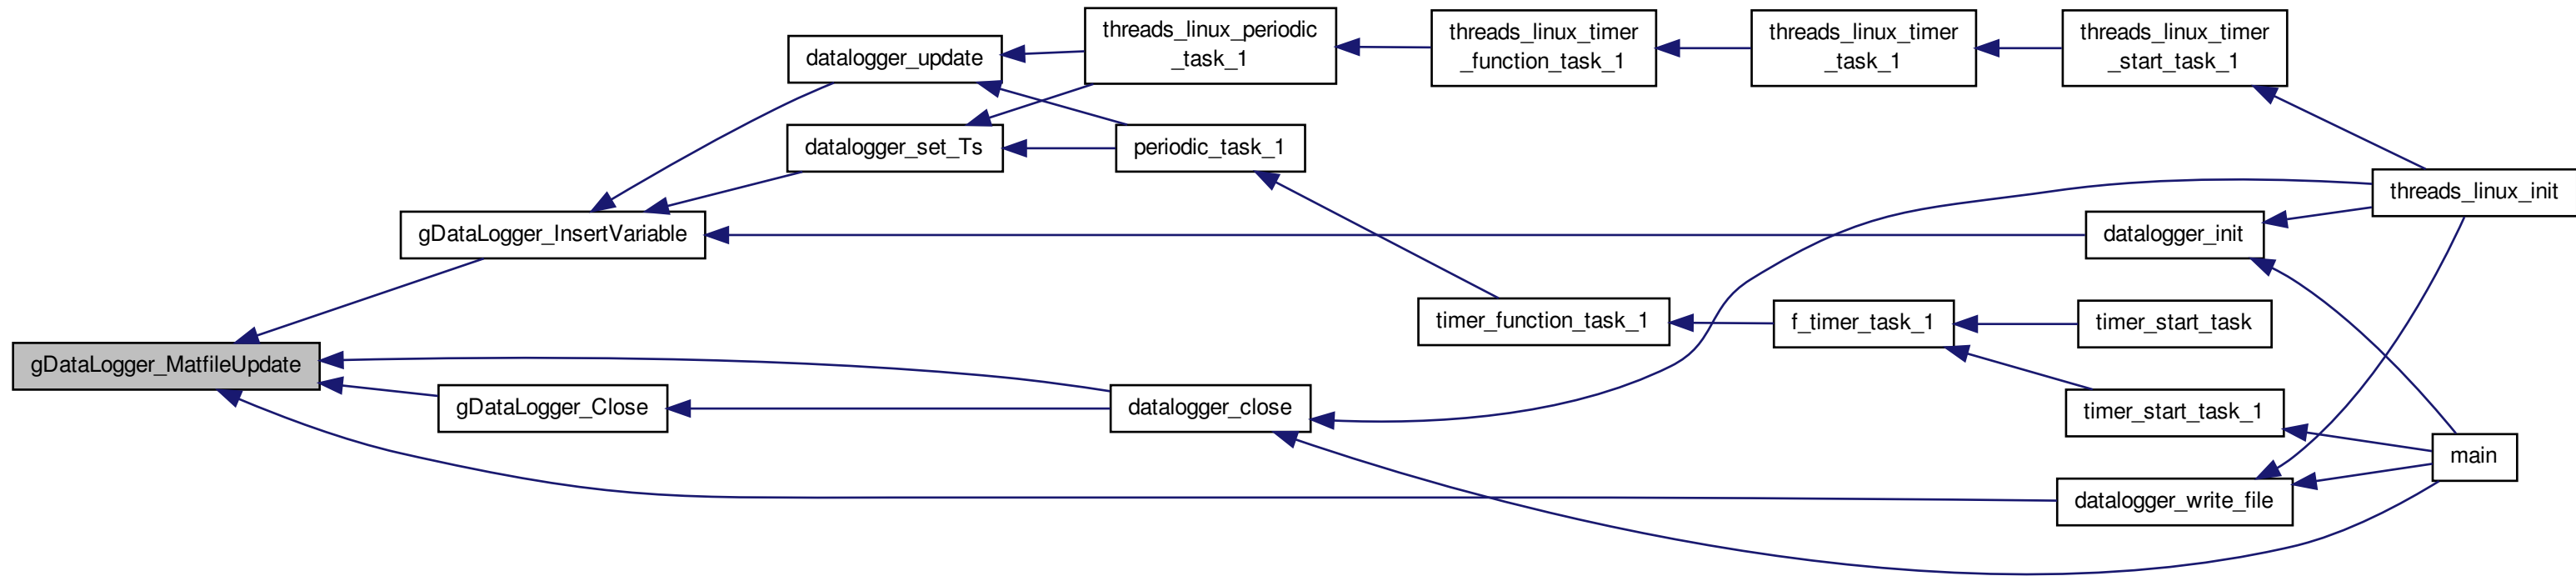 threads_linux_periodic
_task_1
threads_linux_timer
_function_task_1
threads_linux_timer
_task_1
threads_linux_timer
_start_task_1
datalogger_update
datalogger_set_Ts
periodic_task_1
threads_linux_init
gDataLogger_InsertVariable
datalogger_init
timer_function_task_1
f_timer_task_1
timer_start_task
gDataLogger_MatfileUpdate
gDataLogger_Close
datalogger_close
timer_start_task_1
main
datalogger_write_file